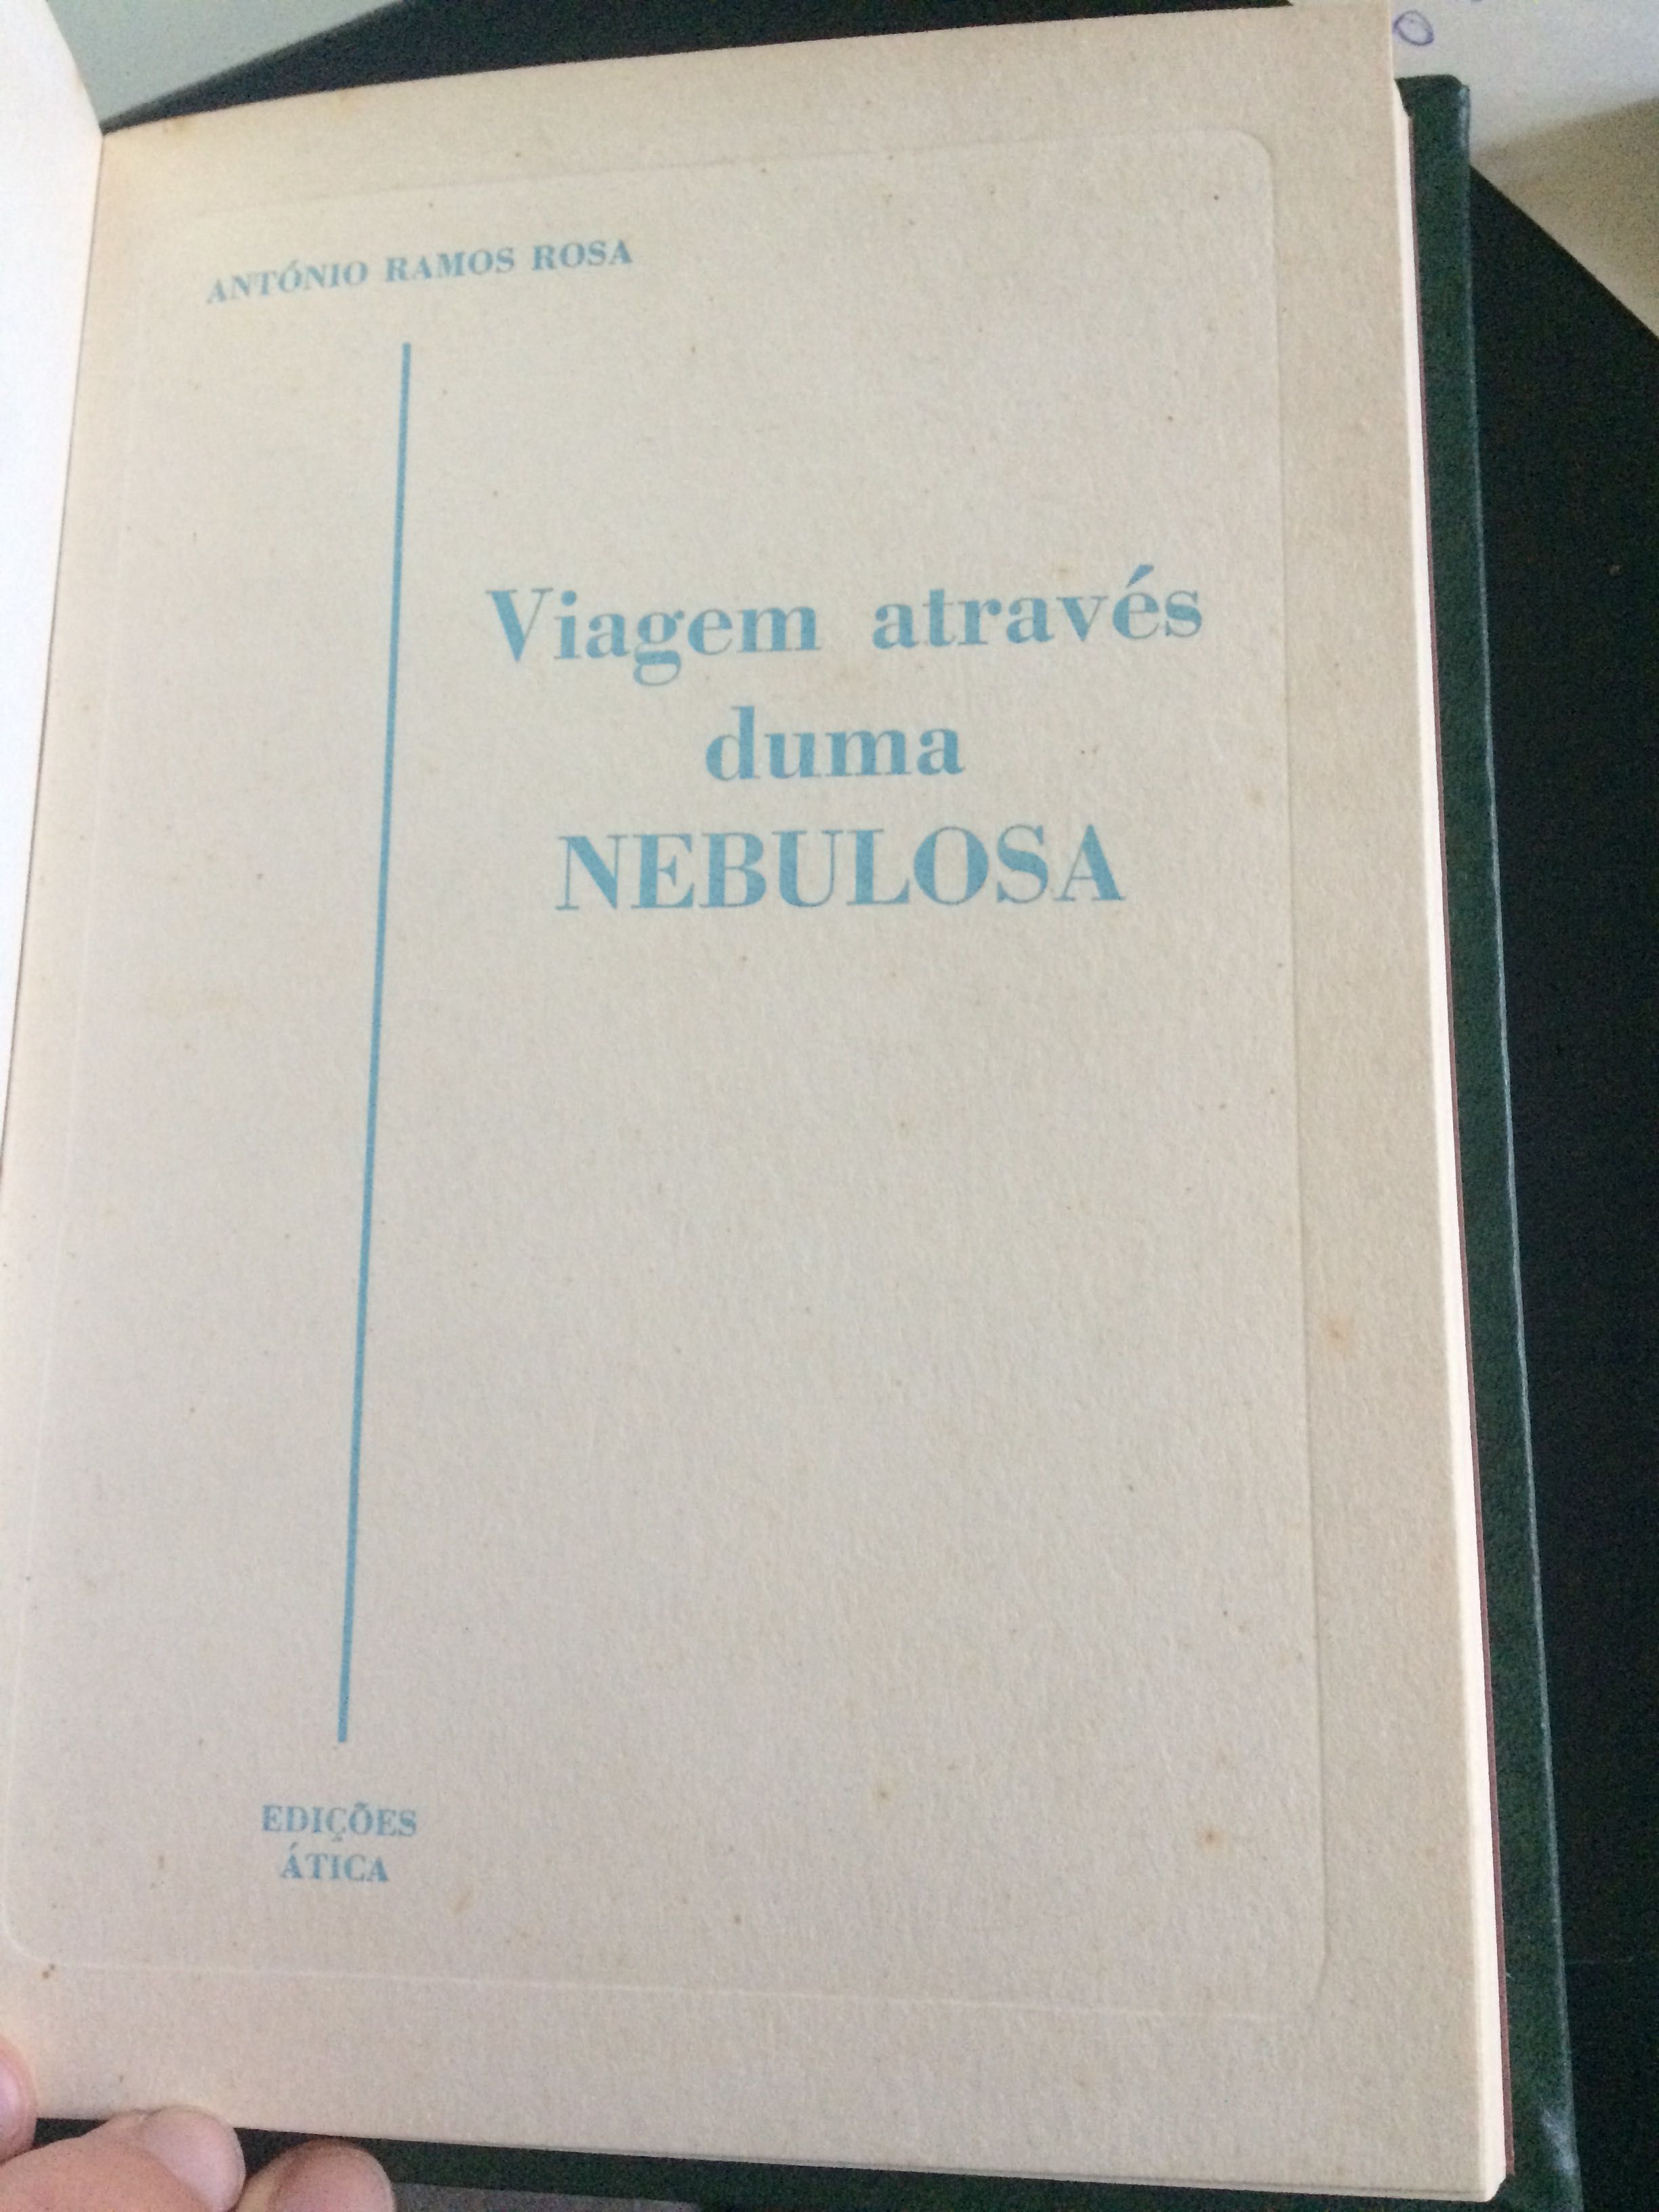 ANTÓNIO RAMOS ROSA
Viagem através
duma
NEBULOSA
EDIÇÕES
ÁTICA